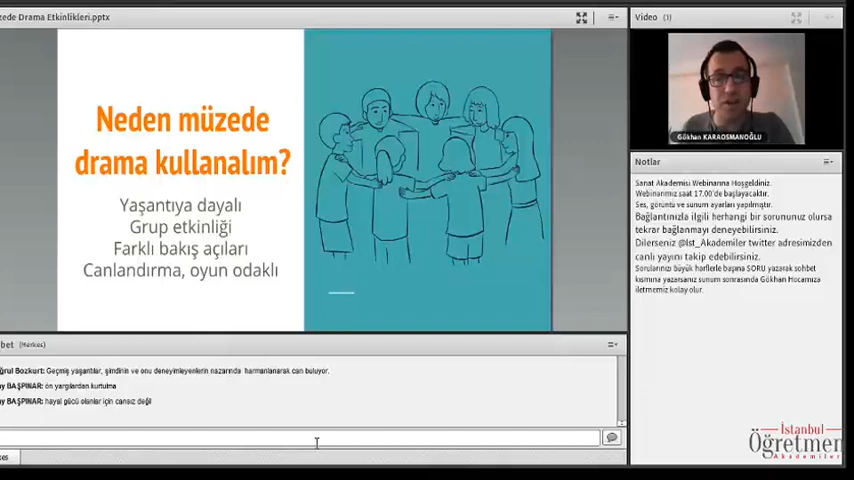 zede Drama Etkinlikleri.pptx
Neden müzede
drama kullanalım?
Yaşantıya dayalı
Grup etkinliği
Farklı bakış açıları
Canlandırma, oyun odaklı
bet (Herkes)
ğrul Bozkurt: Geçmiş yaşantılar, şimdinin ve onu deneyimleyenlerin nazarında harmanlanarak can buluyor.
ay BAŞPINAR: ön yargılardan kurtulma
ay BAŞPINAR: hayal gücü olanlar için cansız değil
kes
Video (1)
Gökhan KARAOSMANOĞLU
Notlar
Sanat Akademisi Webinarına Hoşgeldiniz.
Webinarımız saat 17.00'de başlayacaktır.
Ses, görüntü ve sunum ayarları yapılmıştır.
Bağlantınızla ilgili herhangi bir sorununuz olursa
tekrar bağlanmayı deneyebilirsiniz.
Dilerseniz @Ist_Akademiler twitter adresimizden
canlı yayını takip edebilirsiniz.
Sorularınızı büyük harflerle başına SORU yazarak sohbet
kısmına yazarsanız sunum sonrasında Gökhan Hocamıza
iletmemiz kolay olur.
İstanbul
Öğretmen
Akademiler